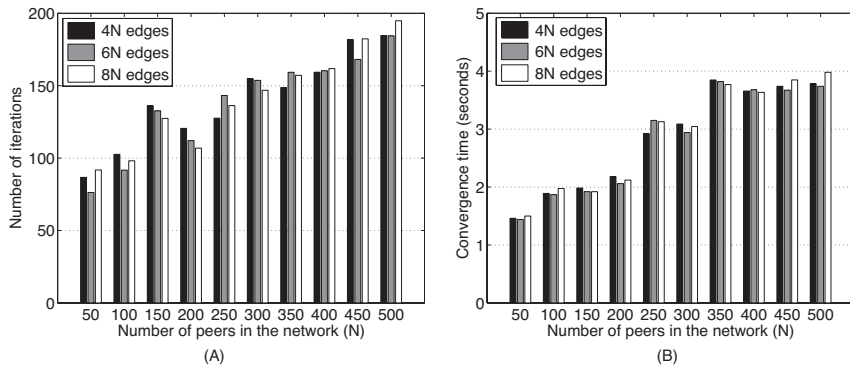 200
150
100
50
0
Number of iterations
4N edges
6N edges
8N edges
50 100 150 200 250 300 350 400 450 500
Number of peers in the network (N)
(A)
5
4
3
2
1
0
Convergence time (seconds)
4N edges
6N edges
8N edges
50 100 150 200 250 300 350 400 450 500
Number of peers in the network (N)
(B)